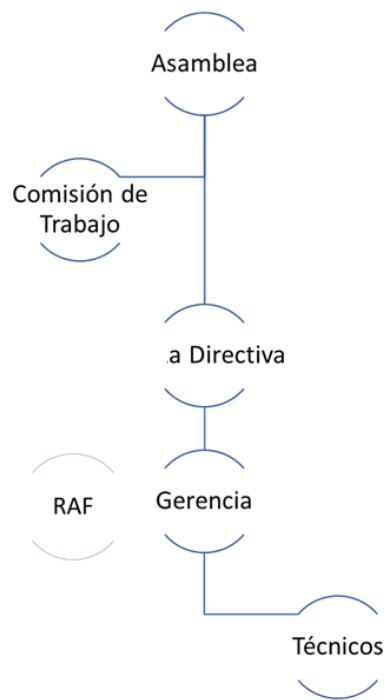 Asamblea
Comisión de
Trabajo
a Directiva
RAF
Gerencia
Técnicos